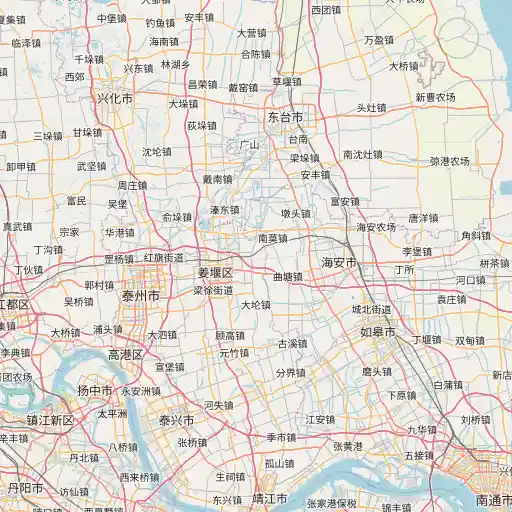 中堡镇
安丰镇
西团镇
钓鱼镇
大营镇
临泽镇
海南镇
万盈镇
合陈镇
千垛镇
兴东镇
林湖乡
大桥镇
西郊
昌荣镇
戴窑镇
草堰镇
兴化市
大垛镇
新曹农场
头灶镇
东台市
三垛镇
甘垛镇
荻垛镇
台南
广山
沈坨镇
卸甲镇
武坚镇
梁垛镇
南沈灶镇
弶港农场
安丰镇
周庄镇
戴南镇
富民
吴堡
富安镇
俞垛镇
溱东镇
墩头镇
唐洋镇
真武镇
宗家
华港镇
海安农场
角斜镇
南莫镇
丁沟镇
李堡镇
罡杨镇
红旗街道
海安市
栟茶镇
丁伙镇
姜堰区
丁所
郭村镇
曲塘镇
河口镇
泰州市
梁徐街道
江都区
吴桥镇
大坨镇
袁庄镇
城北街道
大桥镇
浦头镇
大泗镇
顾高镇
如皋市
丁堰镇
双甸镇
李典镇
高港区
元竹镇
古溪镇
宣堡镇
分界镇
磨头镇
新店
扬中市
永安洲镇
下原镇
白蒲镇
河失镇
镇江新区
太平洲
泰兴市
江安镇
刘桥镇
九华镇
辛丰镇
八桥镇
张桥镇
季市镇
张黄港
五接镇
丹北镇
孤山镇
丹阳市
访仙镇
西来桥镇
生祠镇
东兴镇
靖江市
张家港保税
锦丰镇
南通市